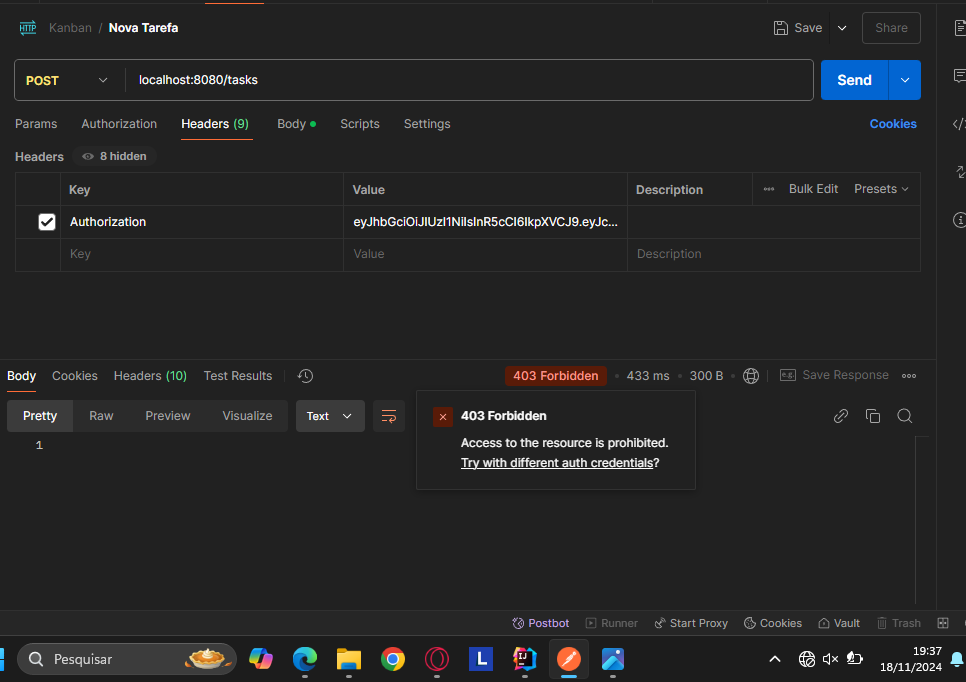 HTTP Kanban / Nova Tarefa Save Share
POST localhost:8080/tasks Send
Params Authorization Headers (9) Body Scripts Settings Cookies
Headers 8 hidden
Key Value Description Bulk Edit Presets
Authorization eyJhbGciOiJIUzI1NiIsInR5cCI6IkpXVCJ9.eyJc...
Key Value Description
Body Cookies Headers (10) Test Results 403 Forbidden 433 ms 300 B e.g. Save Response
Pretty Raw Preview Visualize Text
403 Forbidden
Access to the resource is prohibited.
Try with different auth credentials?
1
Postbot Runner Start Proxy Cookies Vault Trash
Pesquisar L IJ 19:37
18/11/2024